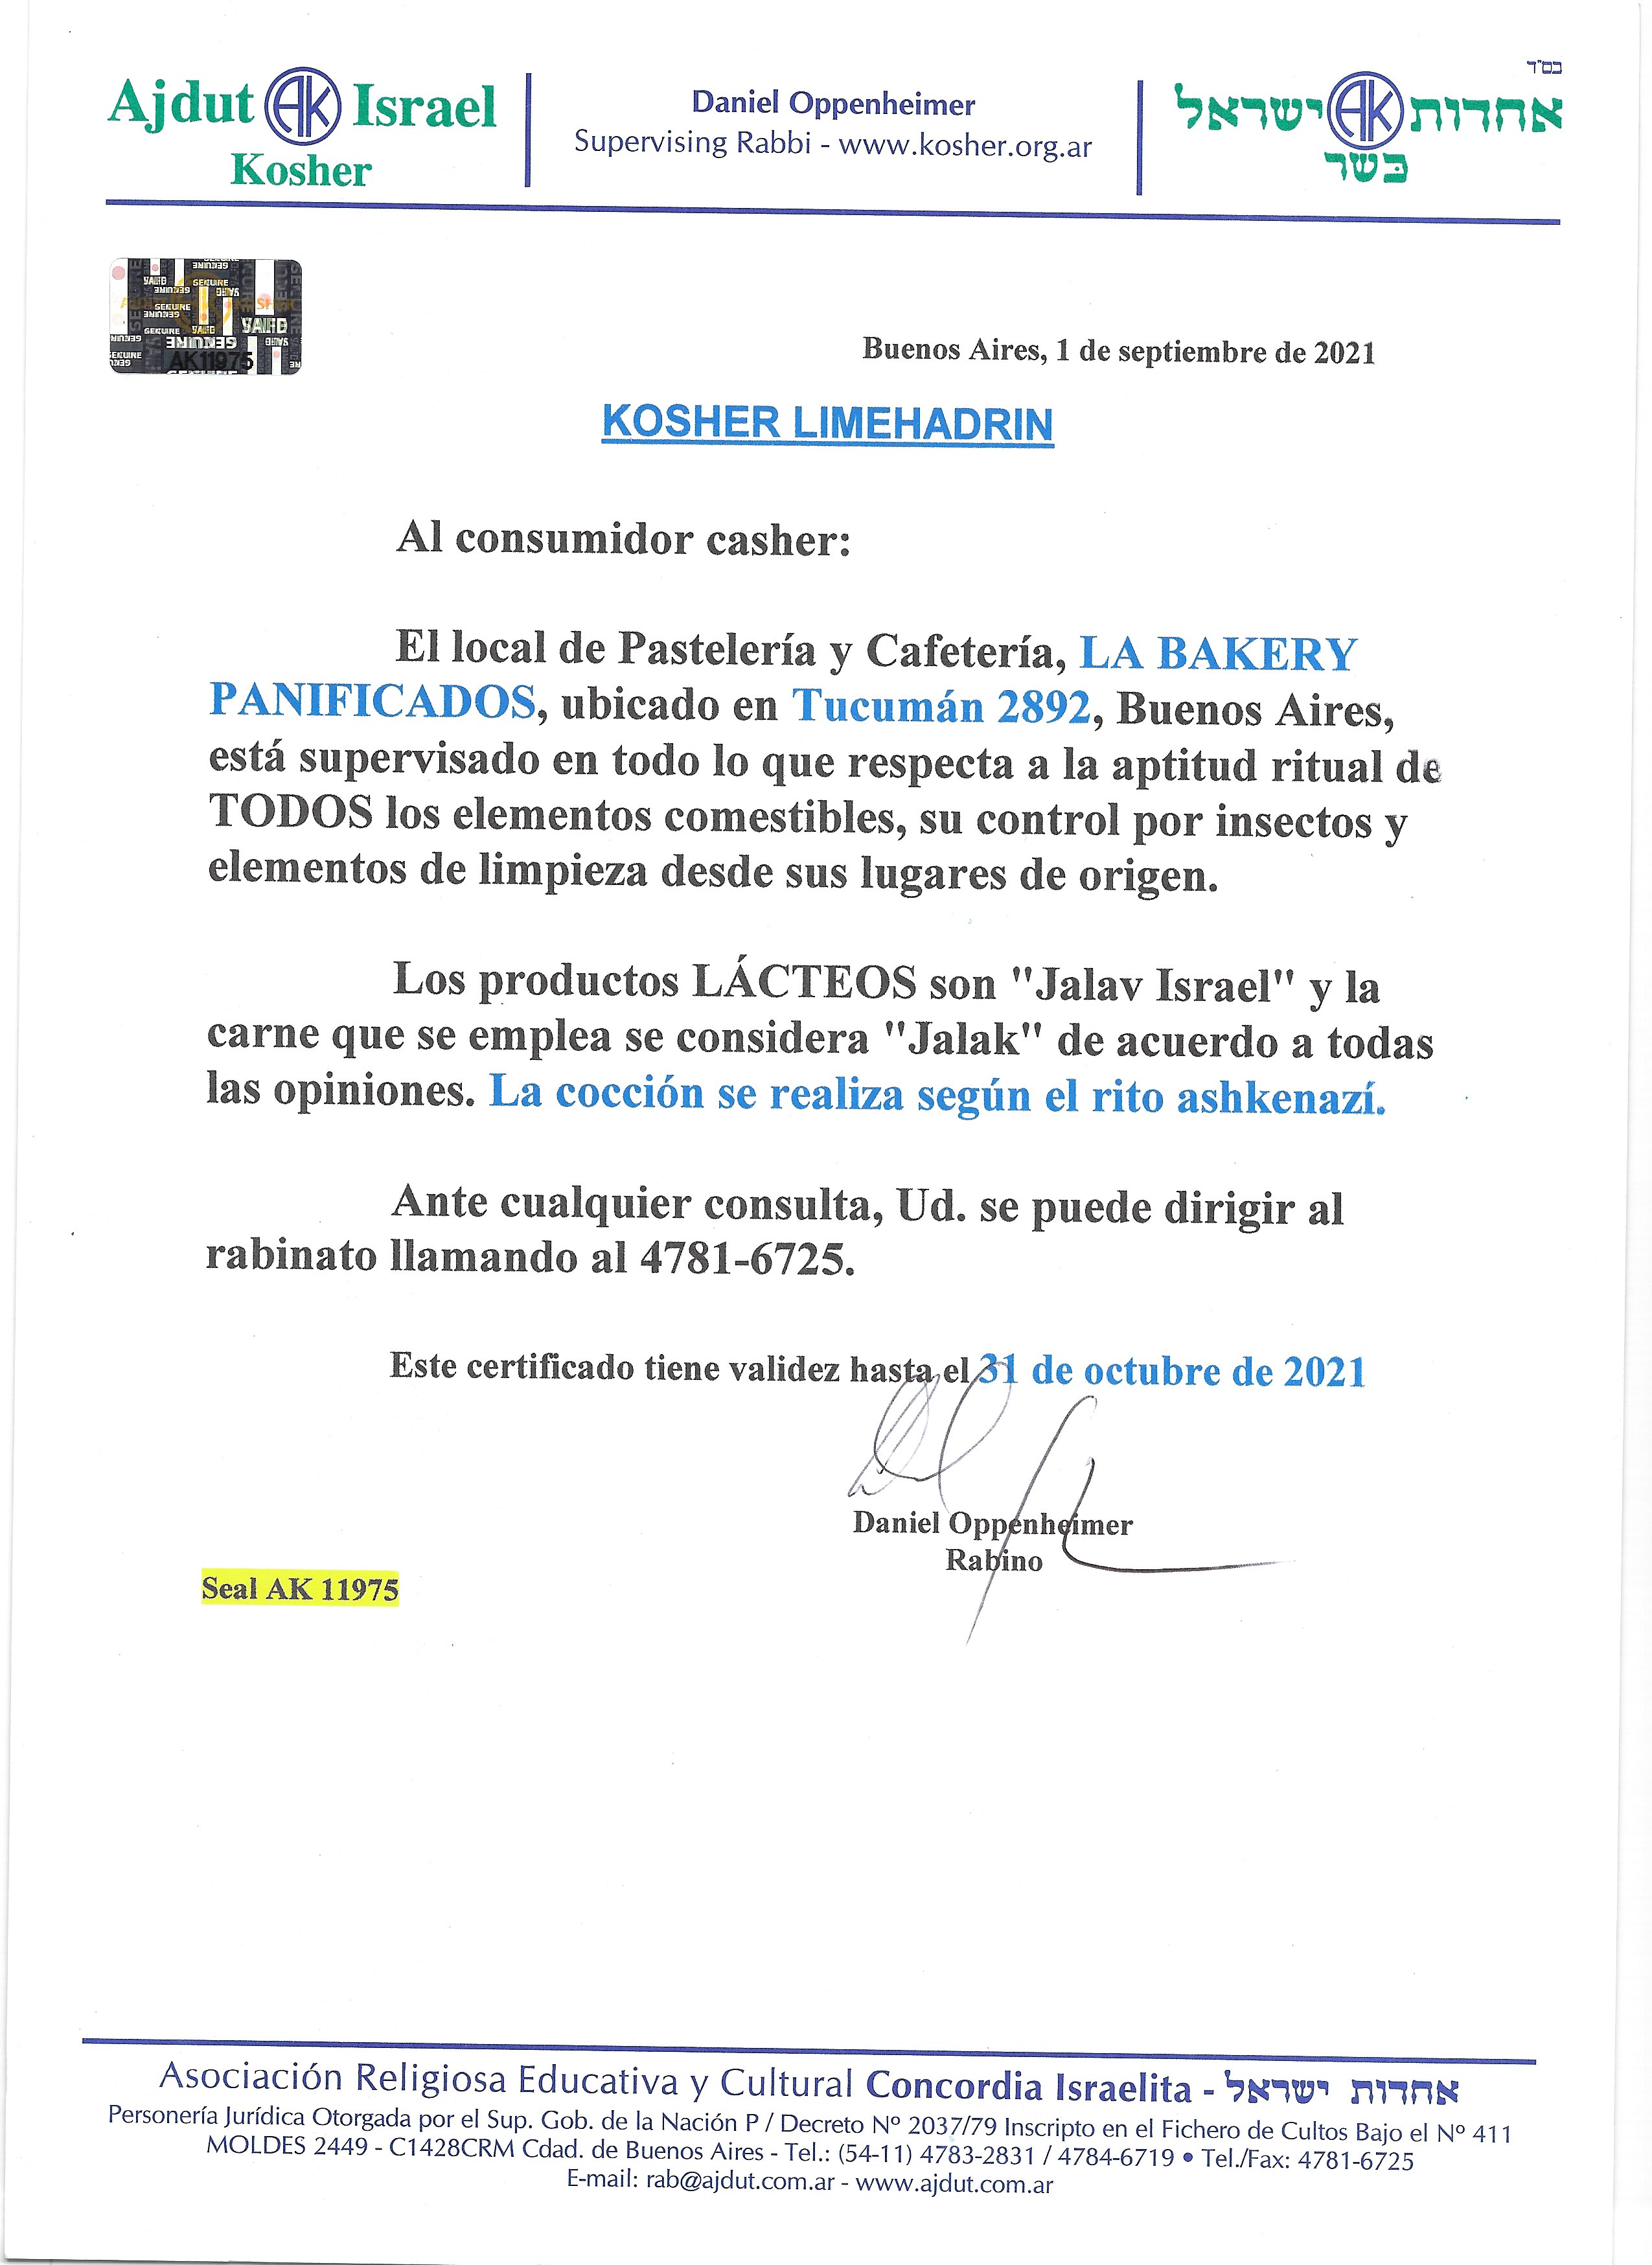 בס"ד
Ajdut AK Israel
Kosher
Daniel Oppenheimer
Supervising Rabbi - www.kosher.org.ar
אחדות AK ישראל
כשר
VALID
GENUINE
AK11975
Buenos Aires, 1 de septiembre de 2021
KOSHER LIMEHADRIN
Al consumidor casher:
El local de Pastelería y Cafetería, LA BAKERY
PANIFICADOS, ubicado en Tucumán 2892, Buenos Aires,
está supervisado en todo lo que respecta a la aptitud ritual de
TODOS los elementos comestibles, su control por insectos y
elementos de limpieza desde sus lugares de origen.
Los productos LÁCTEOS son "Jalav Israel" y la
carne que se emplea se considera "Jalak" de acuerdo a todas
las opiniones. La cocción se realiza según el rito ashkenazí.
Ante cualquier consulta, Ud. se puede dirigir al
rabinato llamando al 4781-6725.
Este certificado tiene validez hasta el 31 de octubre de 2021
Daniel Oppenheimer
Rabino
Seal AK 11975
Asociación Religiosa Educativa y Cultural Concordia Israelita - אחדות ישראל
Personería Jurídica Otorgada por el Sup. Gob. de la Nación P / Decreto Nº 2037/79 Inscripto en el Fichero de Cultos Bajo el Nº 411
MOLDES 2449 - C1428CRM Cdad. de Buenos Aires - Tel.: (54-11) 4783-2831 / 4784-6719 • Tel./Fax: 4781-6725
E-mail: rab@ajdut.com.ar - www.ajdut.com.ar